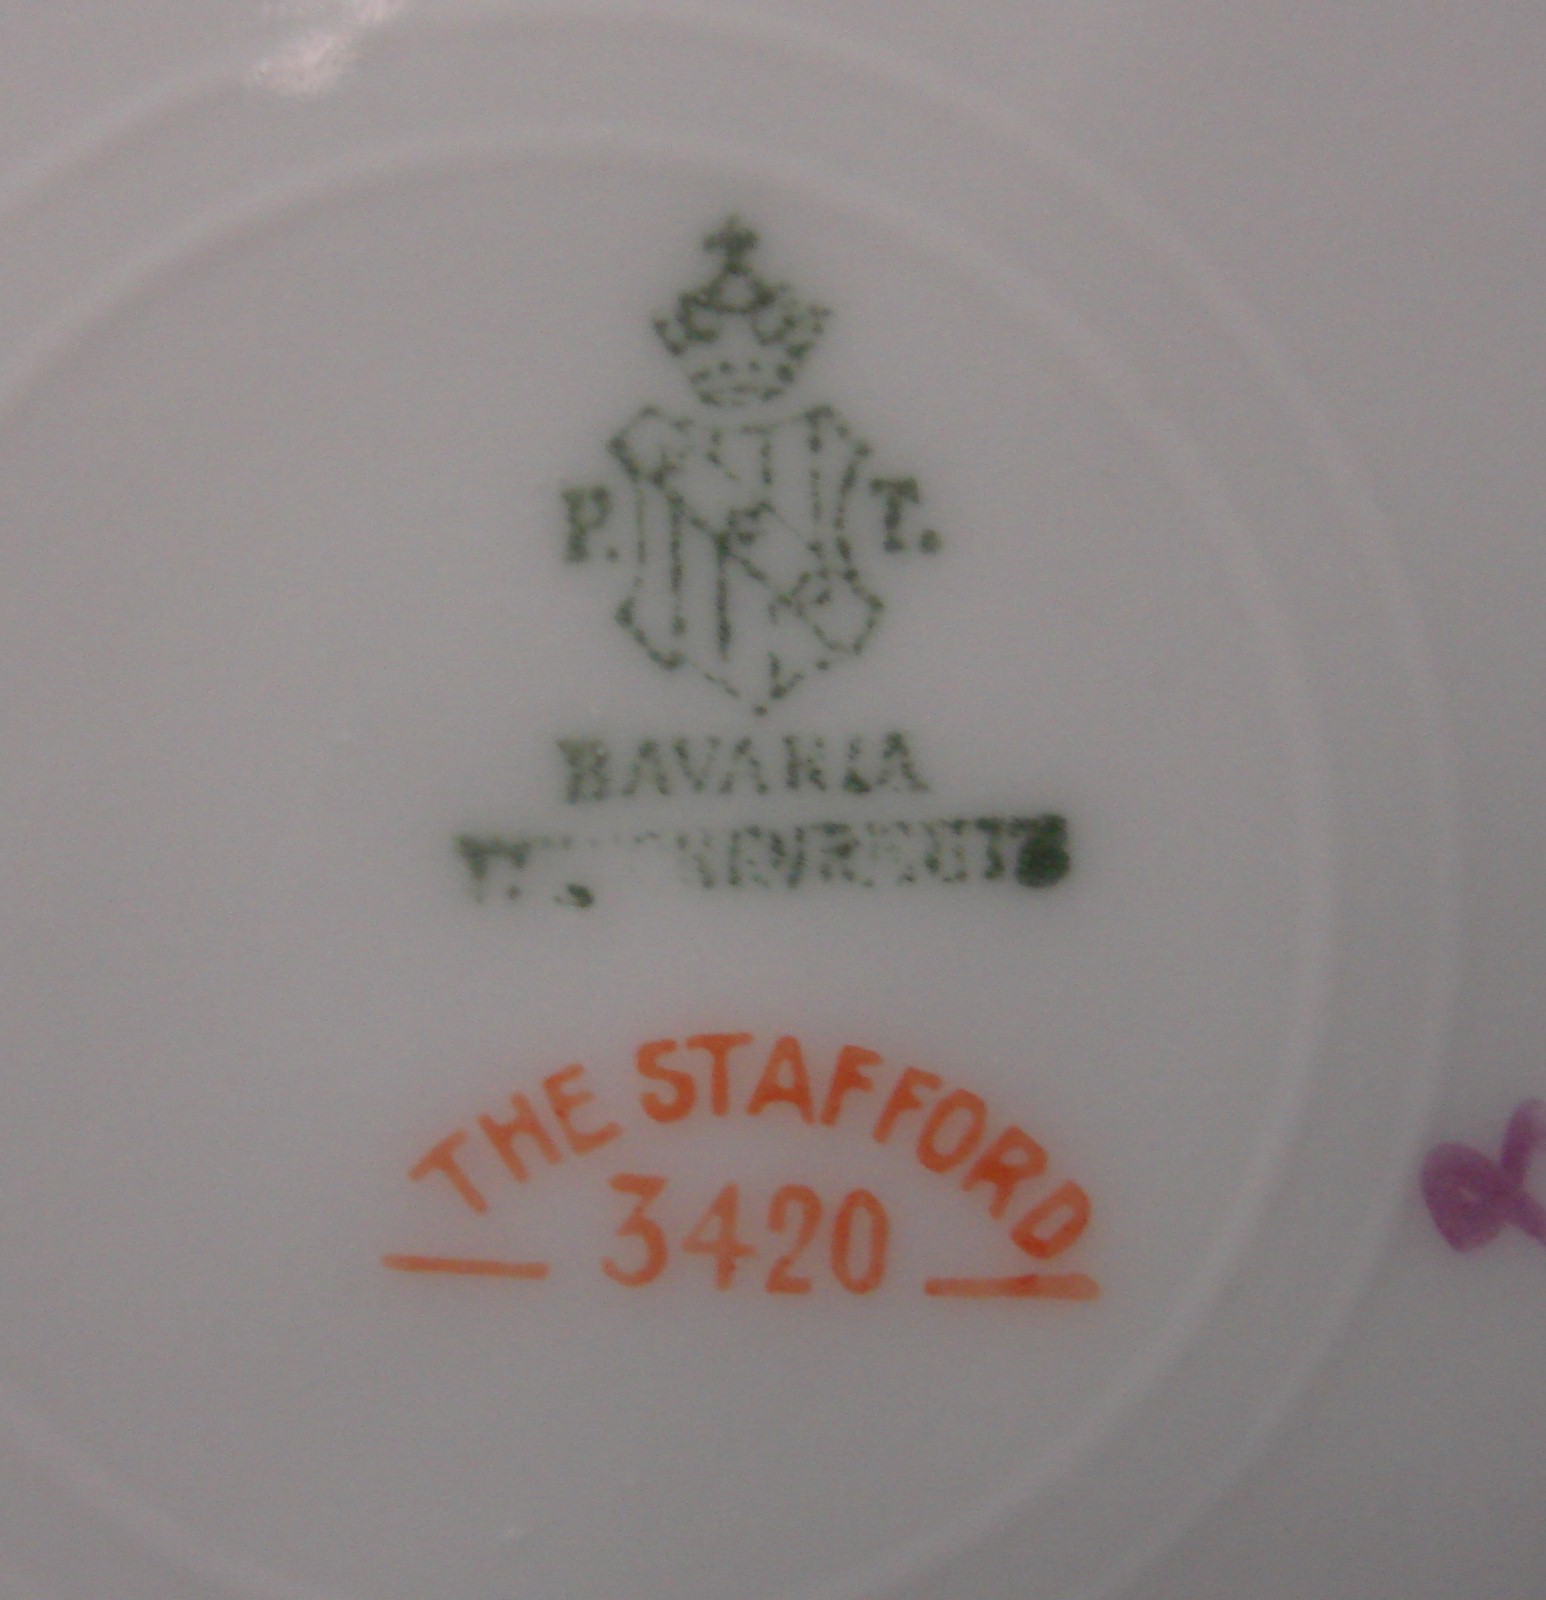 P. T.
BAVARIA
THE STAFFORD
3420